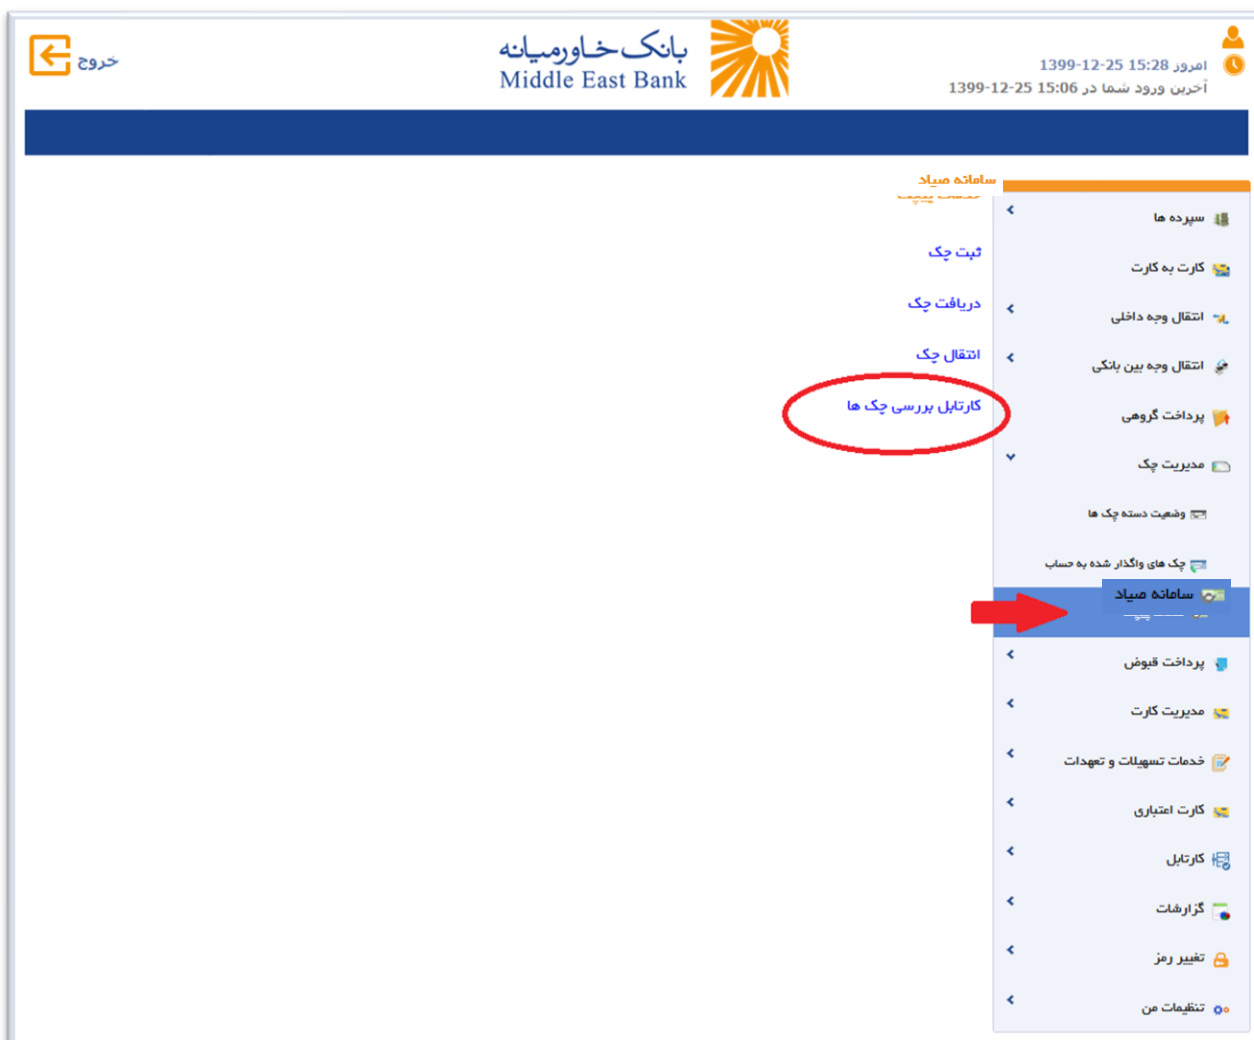 امروز 15:28 25-12-1399
آخرین ورود شما در 15:06 25-12-1399
بانک خاورمیانه
Middle East Bank
خروج
سپرده ها
کارت به کارت
انتقال وجه داخلی
انتقال وجه بین بانکی
پرداخت گروهی
مدیریت چک
وضعیت دسته چک ها
چک های واگذار شده به حساب
سامانه صیاد
پرداخت قبوض
مدیریت کارت
خدمات تسهیلات و تعهدات
کارت اعتباری
کارتابل
گزارشات
تغییر رمز
تنظیمات من
سامانه صیاد
ثبت چک
دریافت چک
انتقال چک
کارتابل بررسی چک ها